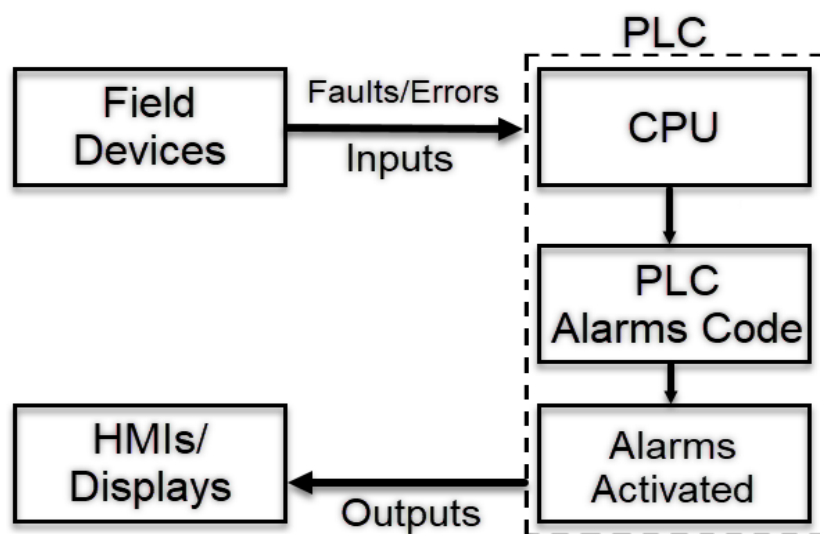 PLC
Field
Devices
Faults/Errors
Inputs
CPU
PLC
Alarms Code
HMIs/
Displays
Outputs
Alarms
Activated